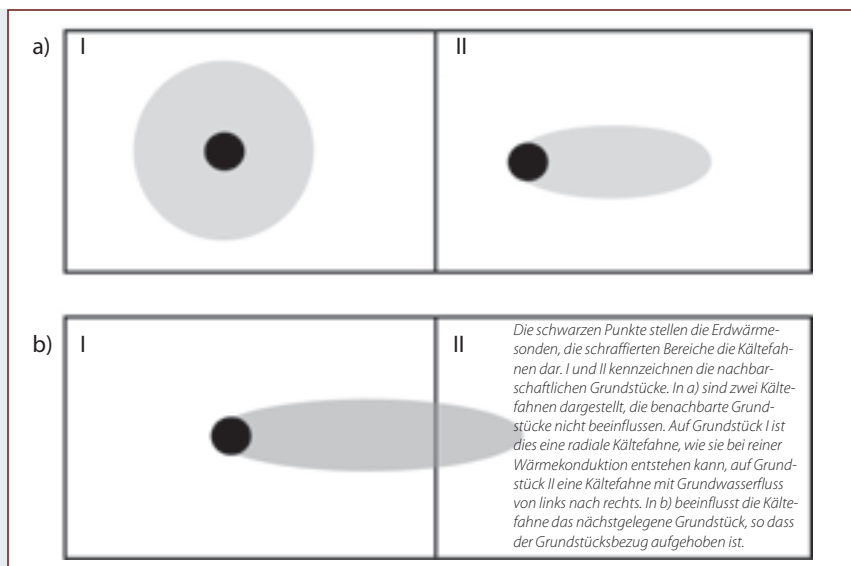 a) I II
b) I II
Die schwarzen Punkte stellen die Erdwärme-
sonden, die schraffierten Bereiche die Kältefah-
nen dar. I und II kennzeichnen die nachbar-
schaftlichen Grundstücke. In a) sind zwei Kälte-
fahnen dargestellt, die benachbarte Grund-
stücke nicht beeinflussen. Auf Grundstück I ist
dies eine radiale Kältefahne, wie sie bei reiner
Wärmekonduktion entstehen kann, auf Grund-
stück II eine Kältefahne mit Grundwasserfluss
von links nach rechts. In b) beeinflusst die Kälte-
fahne das nächstgelegene Grundstück, so dass
der Grundstücksbezug aufgehoben ist.